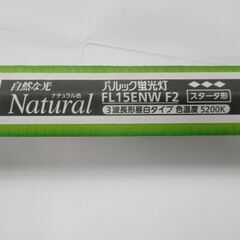 自然な光
ナチュラル色
Natural
パルック蛍光灯
FL15ENW F2
3波長形昼白タイプ 色温度 5200K
スタータ形